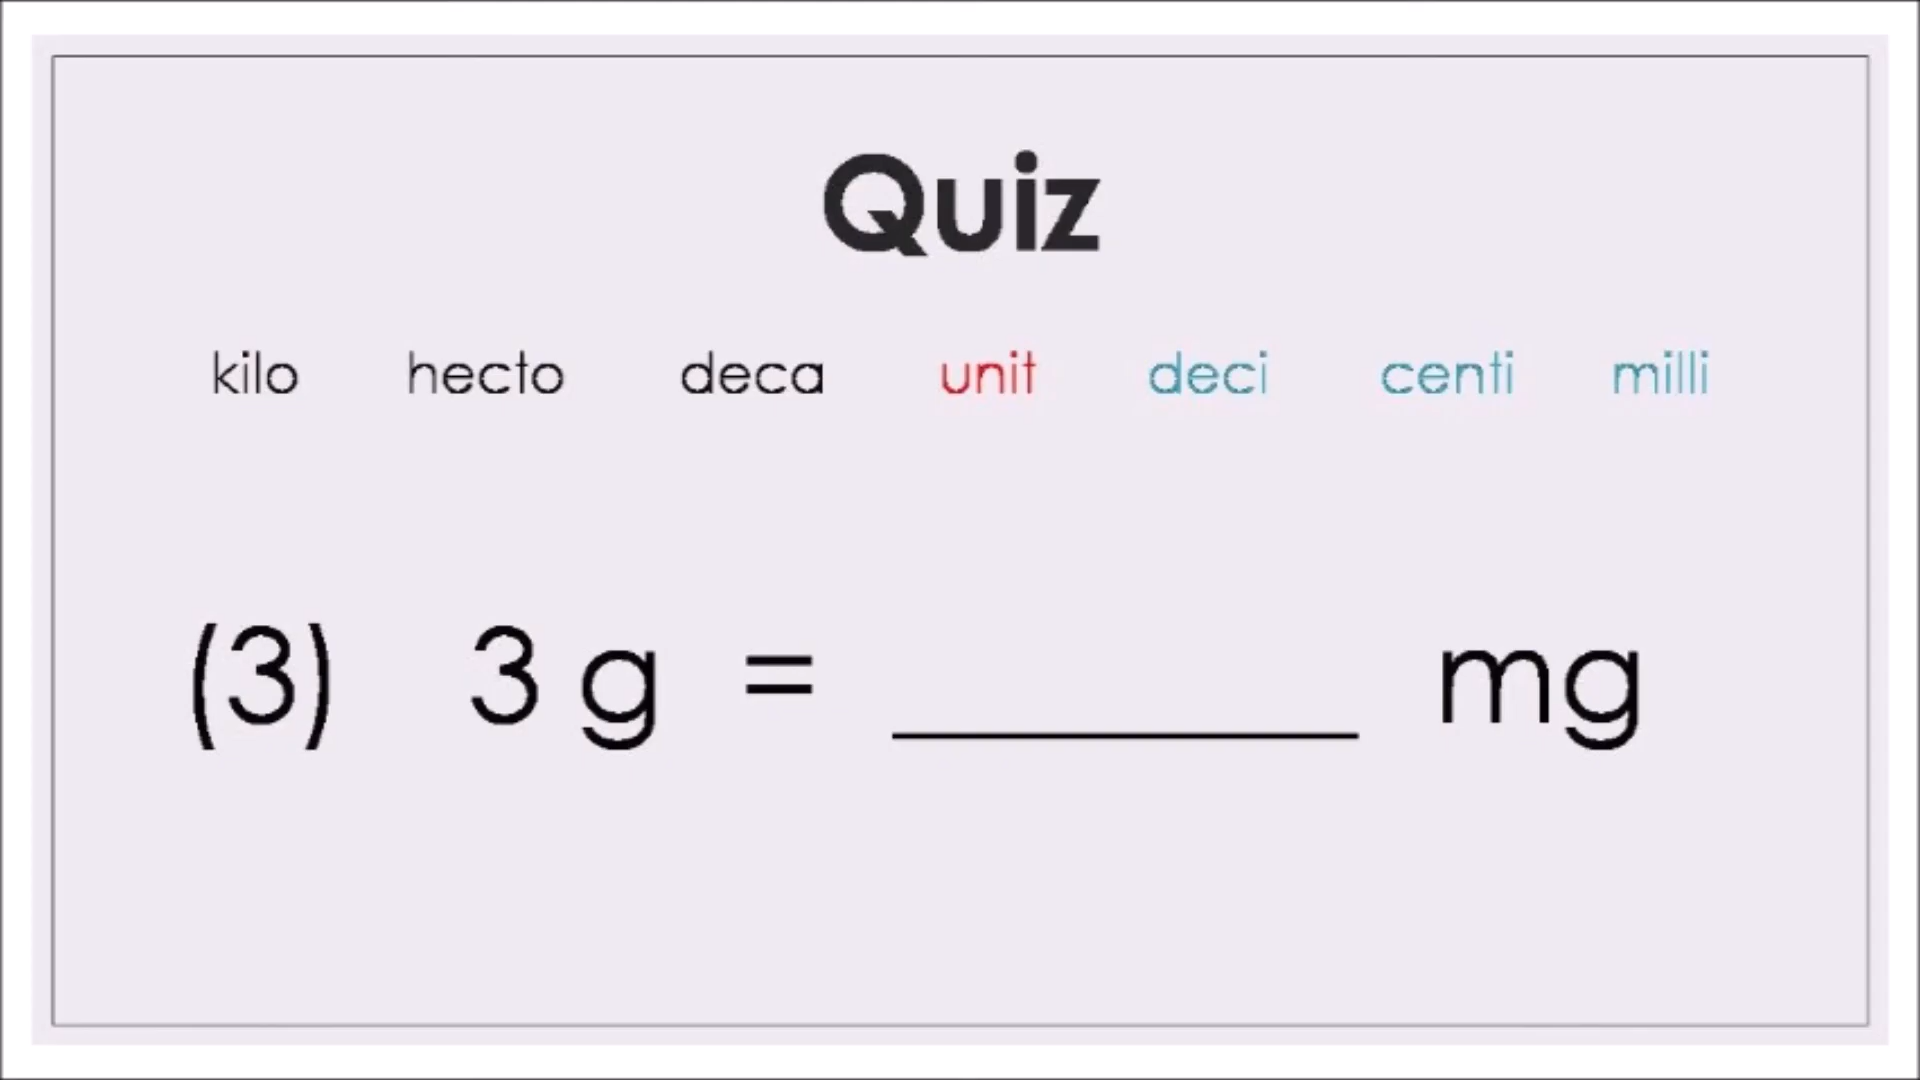 Quiz
kilo hecto deca unit deci centi milli
(3) 3 g = ________ mg